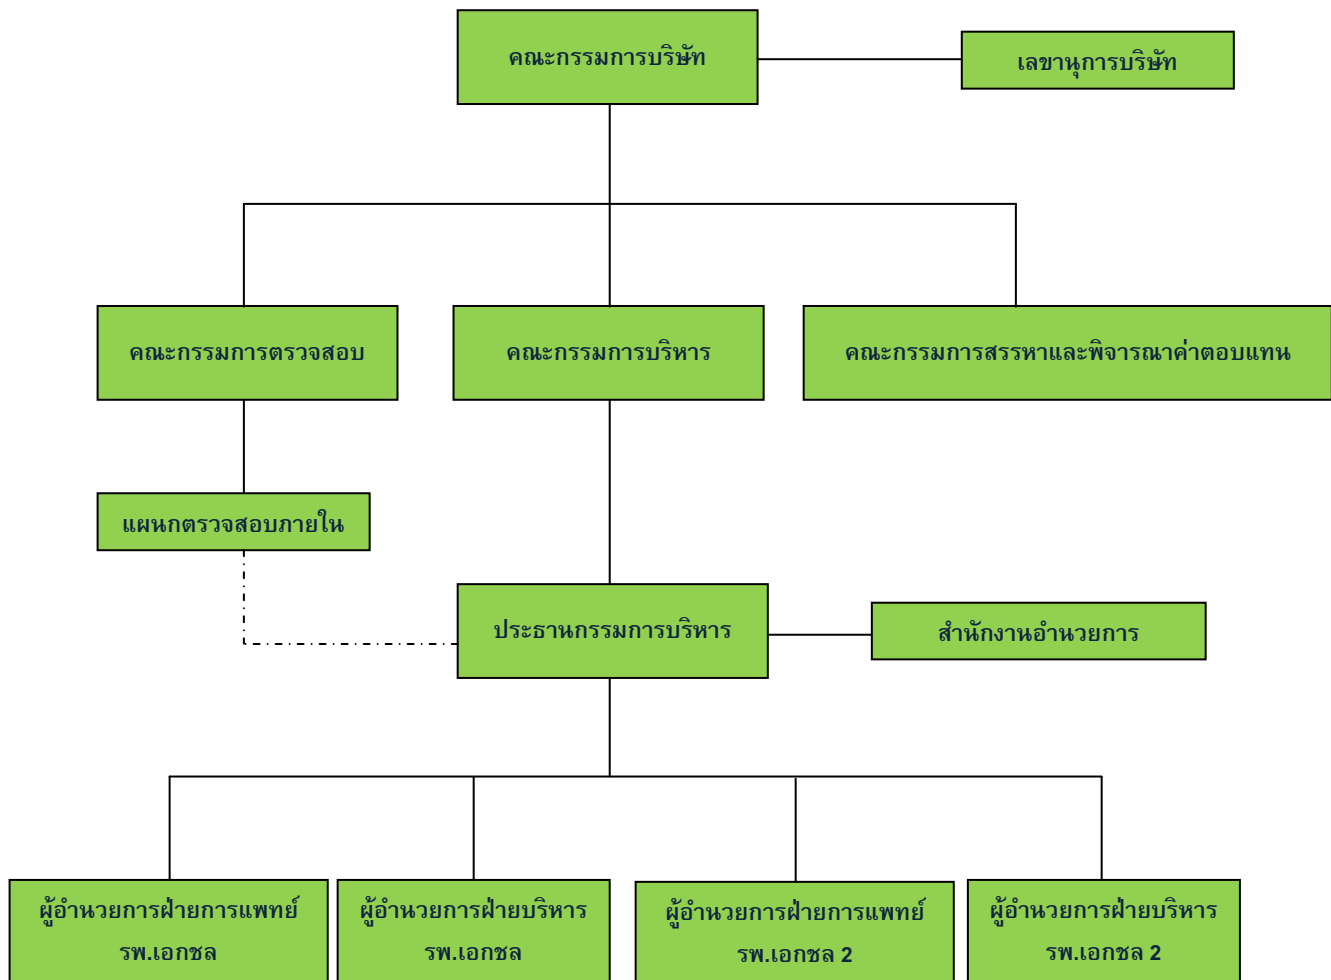 คณะกรรมการบริษัท
เลขานุการบริษัท
คณะกรรมการตรวจสอบ
คณะกรรมการบริหาร
คณะกรรมการสรรหาและพิจารณาค่าตอบแทน
แผนกตรวจสอบภายใน
ประธานกรรมการบริหาร
สำนักงานอำนวยการ
ผู้อำนวยการฝ่ายการแพทย์
รพ.เอกชล
ผู้อำนวยการฝ่ายบริหาร
รพ.เอกชล
ผู้อำนวยการฝ่ายการแพทย์
รพ.เอกชล 2
ผู้อำนวยการฝ่ายบริหาร
รพ.เอกชล 2